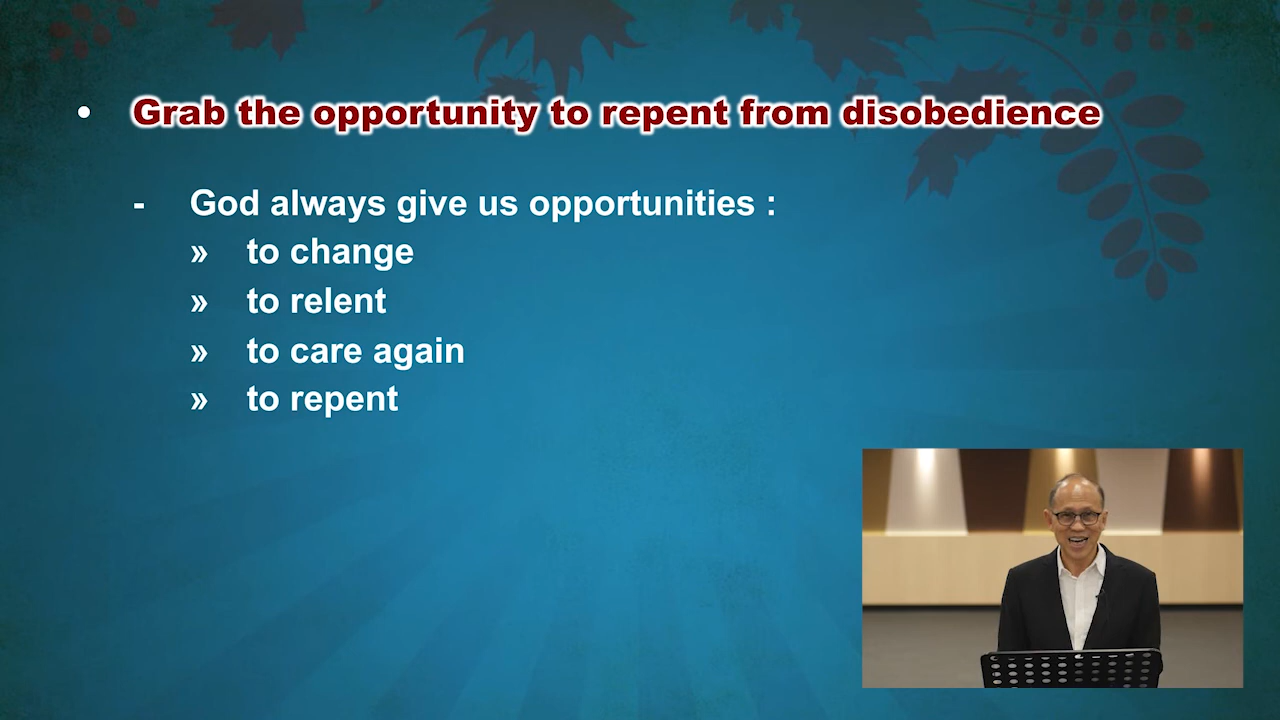 • Grab the opportunity to repent from disobedience
- God always give us opportunities :
» to change
» to relent
» to care again
» to repent